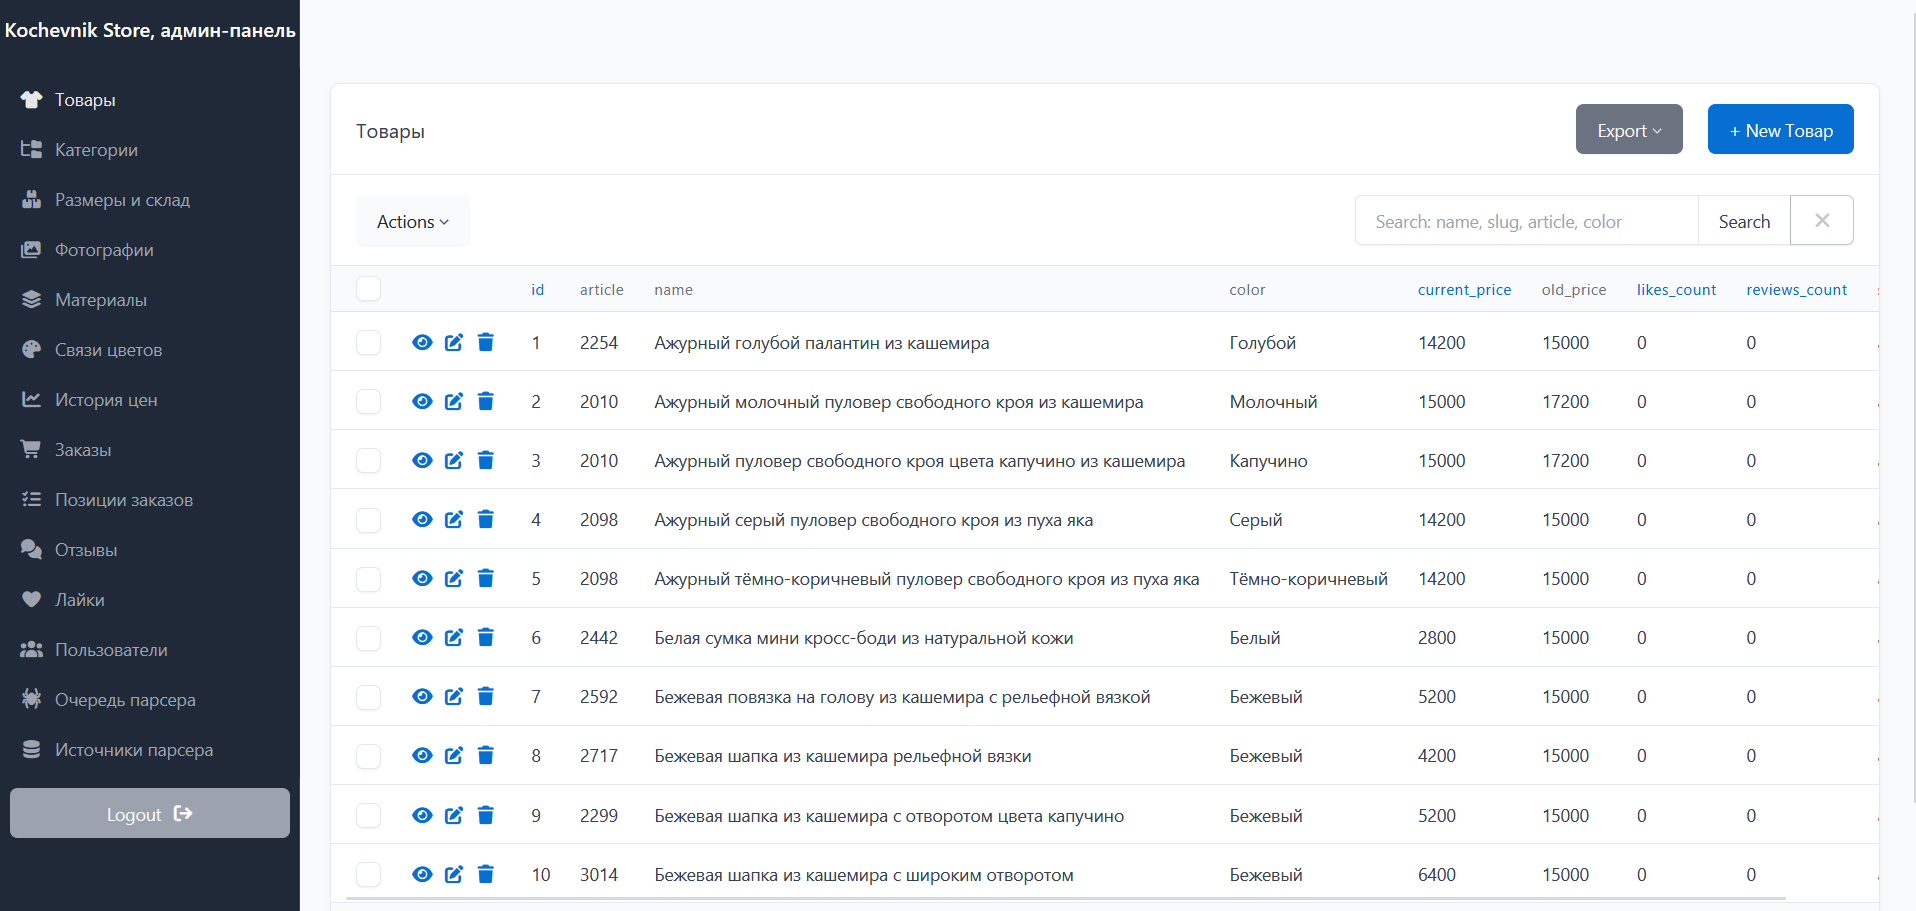 Kochevnik Store, админ-панель
Товары
Категории
Размеры и склад
Фотографии
Материалы
Связи цветов
История цен
Заказы
Позиции заказов
Отзывы
Лайки
Пользователи
Очередь парсера
Источники парсера
Logout
Товары
Export
+ New Товар
Actions
Search: name, slug, article, color
Search
id article name color current_price old_price likes_count reviews_count
1 2254 Ажурный голубой палантин из кашемира Голубой 14200 15000 0 0
2 2010 Ажурный молочный пуловер свободного кроя из кашемира Молочный 15000 17200 0 0
3 2010 Ажурный пуловер свободного кроя цвета капучино из кашемира Капучино 15000 17200 0 0
4 2098 Ажурный серый пуловер свободного кроя из пуха яка Серый 14200 15000 0 0
5 2098 Ажурный тёмно-коричневый пуловер свободного кроя из пуха яка Тёмно-коричневый 14200 15000 0 0
6 2442 Белая сумка мини кросс-боди из натуральной кожи Белый 2800 15000 0 0
7 2592 Бежевая повязка на голову из кашемира с рельефной вязкой Бежевый 5200 15000 0 0
8 2717 Бежевая шапка из кашемира рельефной вязки Бежевый 4200 15000 0 0
9 2299 Бежевая шапка из кашемира с отворотом цвета капучино Бежевый 5200 15000 0 0
10 3014 Бежевая шапка из кашемира с широким отворотом Бежевый 6400 15000 0 0